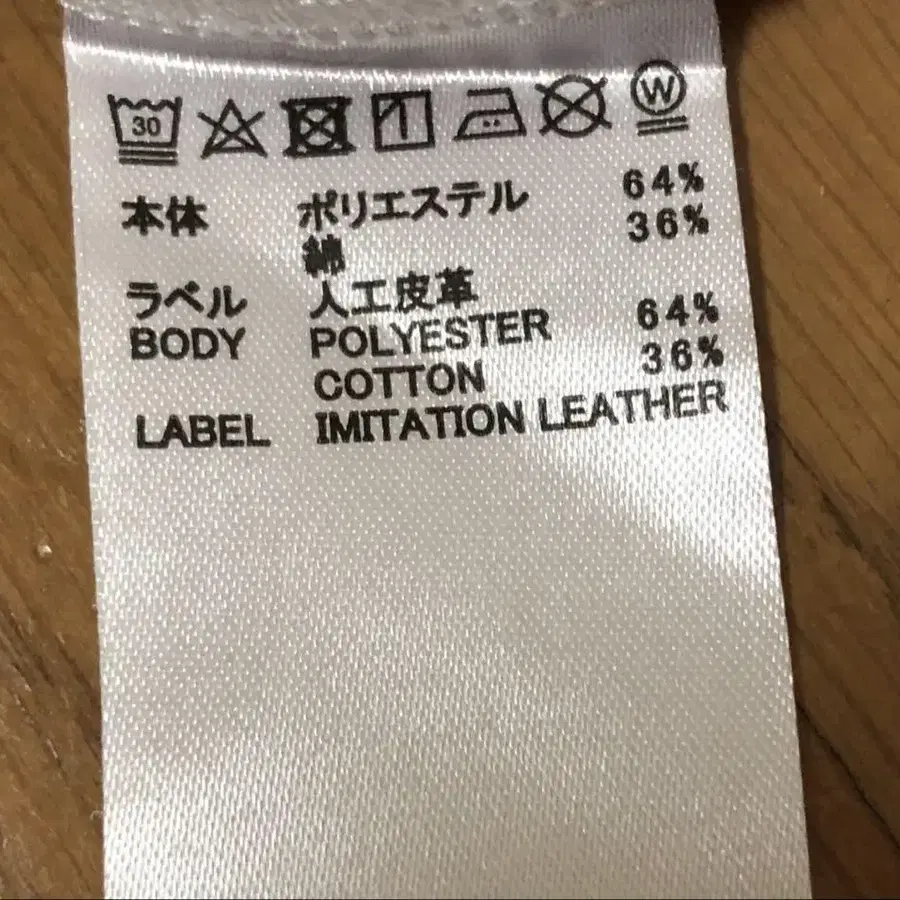 30 W
本体 ポリエステル 64%
綿 36%
ラベル 人工皮革
BODY POLYESTER 64%
COTTON 36%
LABEL IMITATION LEATHER